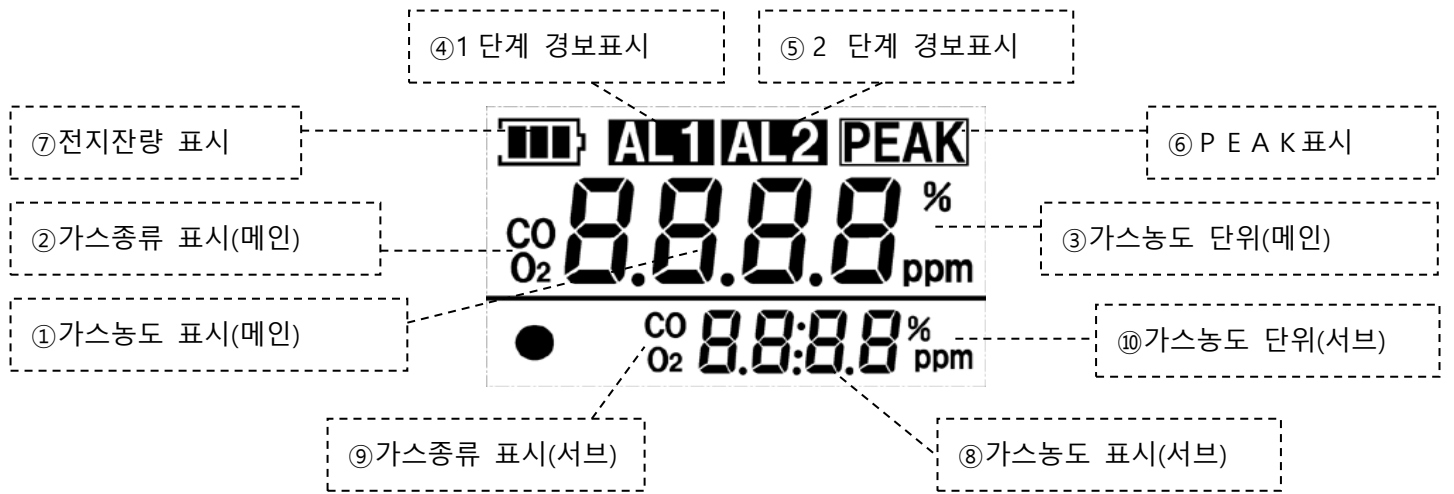 ④1 단계 경보표시
⑤ 2 단계 경보표시
⑦전지잔량 표시
AL1 AL2 PEAK
⑥ P E A K표시
②가스종류 표시(메인)
CO
O2
8.8.8.8
%
ppm
③가스농도 단위(메인)
①가스농도 표시(메인)
CO
O2
8.8:8.8
%
ppm
⑩가스농도 단위(서브)
⑨가스종류 표시(서브)
⑧가스농도 표시(서브)